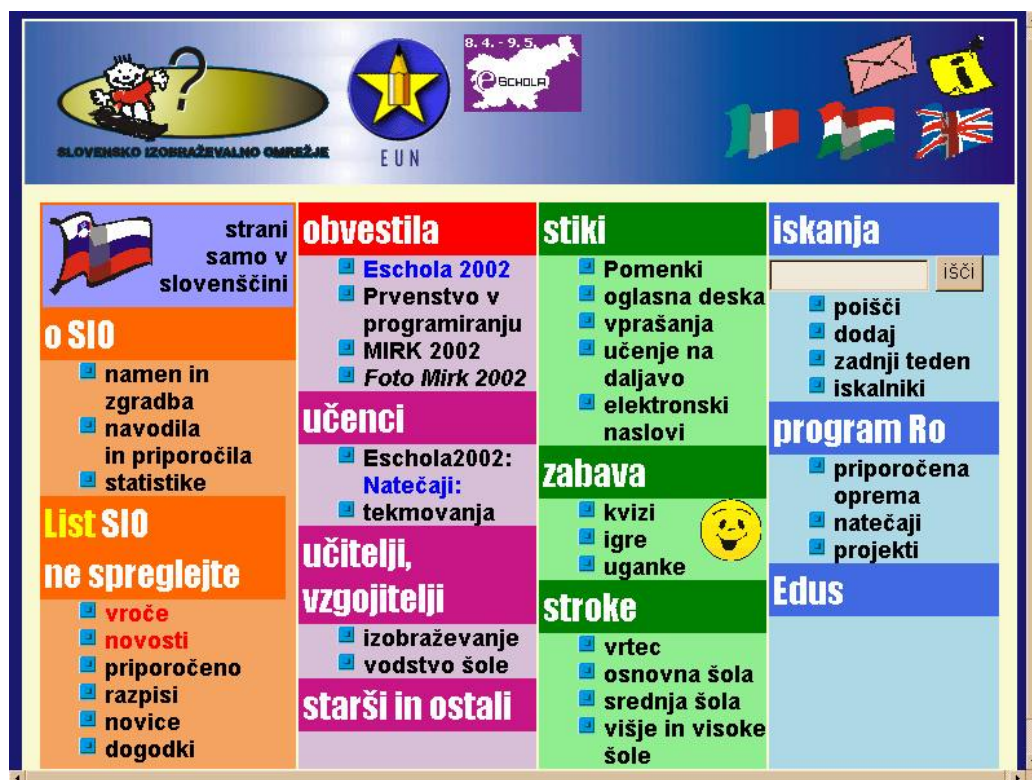 ?
SLOVENSKO IZOBRAŽEVALNO OMREŽJE
EUN
8. 4. - 9. 5.
eSCHOLA
i
strani
samo v
slovenščini
o SIO
namen in
zgradba
navodila
in priporočila
statistike
List SIO
ne spreglejte
vroče
novosti
priporočeno
razpisi
novice
dogodki
obvestila
Eschola 2002
Prvenstvo v
programiranju
MIRK 2002
Foto Mirk 2002
učenci
Eschola2002:
Natečaji:
tekmovanja
učitelji,
vzgojitelji
izobraževanje
vodstvo šole
starši in ostali
stiki
Pomenki
oglasna deska
vprašanja
učenje na
daljavo
elektronski
naslovi
zabava
kvizi
igre
uganke
stroke
vrtec
osnovna šola
srednja šola
višje in visoke
šole
iskanja
išči
poišči
dodaj
zadnji teden
iskalniki
program Ro
priporočena
oprema
natečaji
projekti
Edus